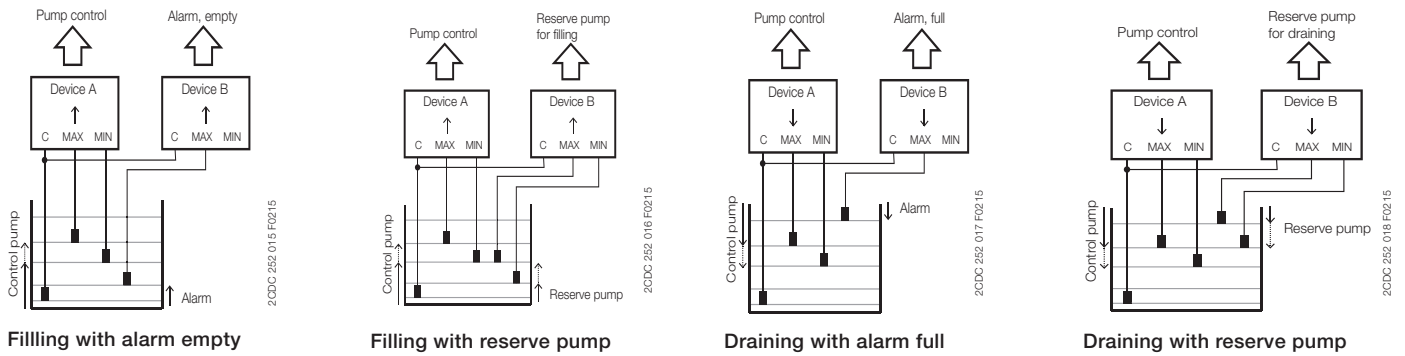 Pump control
Alarm, empty
Device A
Device B
C MAX MIN
C MAX MIN
Control pump
Alarm
2CDC 252 015 F0215
Fillling with alarm empty
Pump control
Reserve pump
for filling
Device A
Device B
C MAX MIN
C MAX MIN
Control pump
Reserve pump
2CDC 252 016 F0215
Filling with reserve pump
Pump control
Alarm, full
Device A
Device B
C MAX MIN
C MAX MIN
Control pump
Alarm
2CDC 252 017 F0215
Draining with alarm full
Pump control
Reserve pump
for draining
Device A
Device B
C MAX MIN
C MAX MIN
Control pump
Reserve pump
2CDC 252 018 F0215
Draining with reserve pump